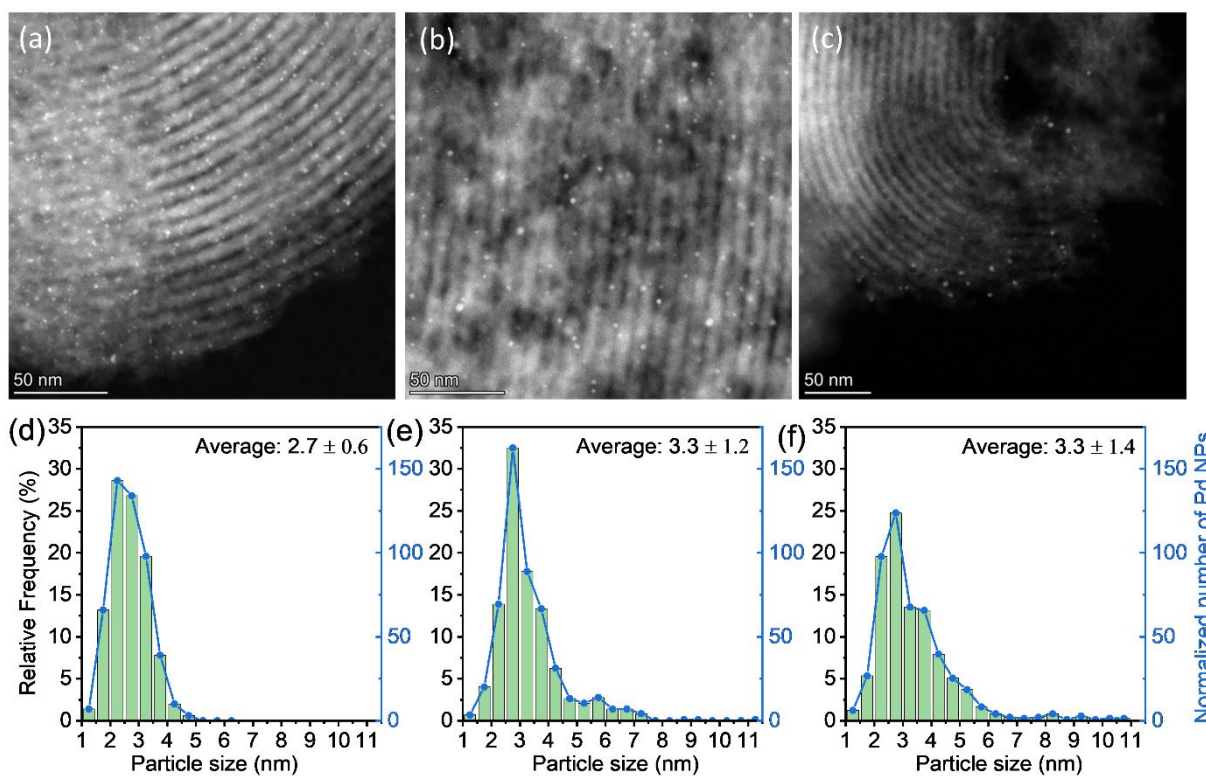 (a)
50 nm
(b)
50 nm
(c)
50 nm
(d)
Average: 2.7 ± 0.6
Relative Frequency (%)
35
30
25
20
15
10
5
0
150
100
50
0
1 2 3 4 5 6 7 8 9 10 11
Particle size (nm)
(e)
Average: 3.3 ± 1.2
35
30
25
20
15
10
5
0
150
100
50
0
1 2 3 4 5 6 7 8 9 10 11
Particle size (nm)
(f)
Average: 3.3 ± 1.4
35
30
25
20
15
10
5
0
150
100
50
0
Normalized number of Pd NPs
1 2 3 4 5 6 7 8 9 10 11
Particle size (nm)